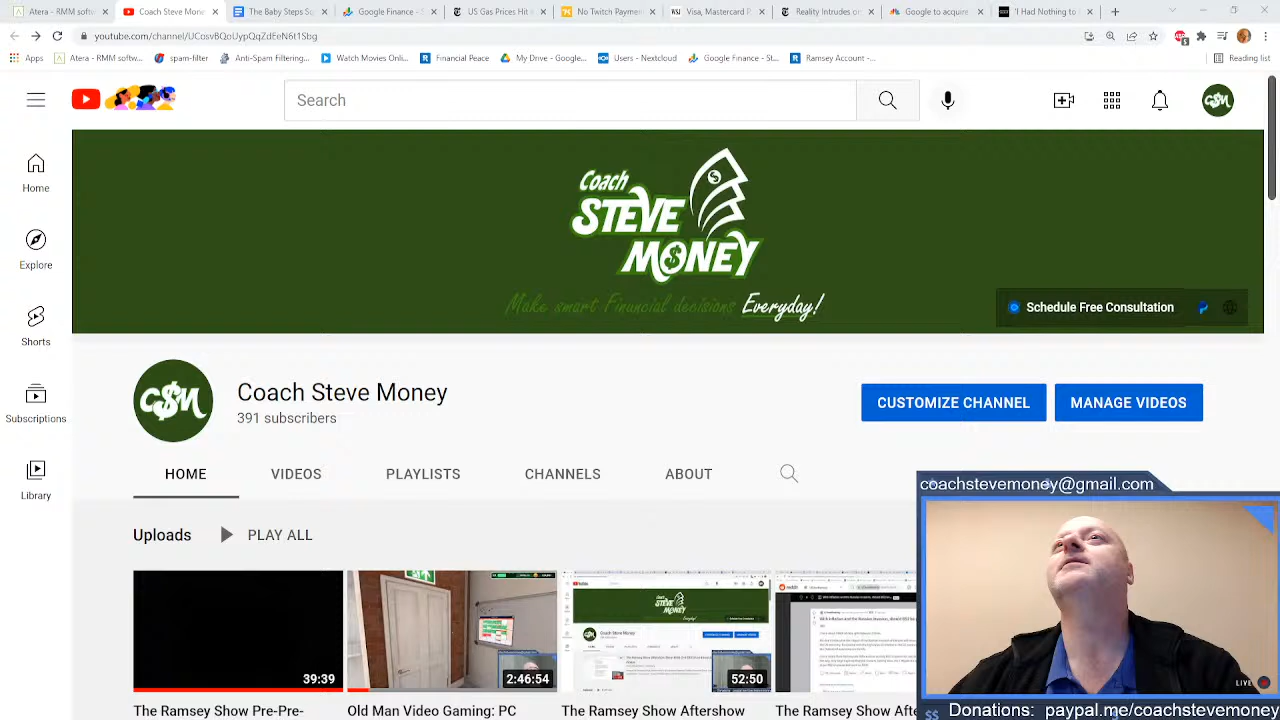 Atera - RMM softw
Coach Steve Mone
The Baby Steps Su
Google Finance - S
US Gas Prices Hit
No Twitch Paymen
Visa, Mastercard R
Reality Intrudes on
Google to acquire
"I Had Nothing to
youtube.com/channel/UCosvBQoUypQqZdEeN6t1Sbg
Apps
Atera: RMM softw...
spam-filter
Anti-Spam Filtering...
Watch Movies Onli...
Financial Peace
My Drive - Google...
Users - Nextcloud
Google Finance - St...
Ramsey Account -...
Reading list
Search
CSM
Coach
STEVE
MONEY
Make smart Financial decisions Everyday!
Schedule Free Consultation
Home
Explore
Shorts
Subscriptions
Library
CSM
Coach Steve Money
391 subscribers
CUSTOMIZE CHANNEL
MANAGE VIDEOS
HOME
VIDEOS
PLAYLISTS
CHANNELS
ABOUT
Uploads
PLAY ALL
39:39
2:46:54
52:50
The Ramsey Show Pre-Pre-
Old Man Video Gaming: PC
The Ramsey Show Aftershow
The Ramsey Show Afte
coachstevemoney@gmail.com
LIVE
$$ Donations: paypal.me/coachstevemoney